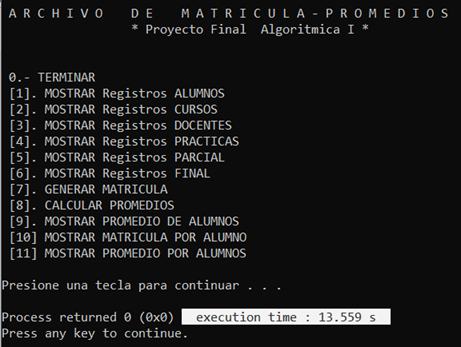 A R C H I V O   D E   M A T R I C U L A - P R O M E D I O S
* Proyecto Final  Algoritmica I *
0.- TERMINAR
[1]. MOSTRAR Registros ALUMNOS
[2]. MOSTRAR Registros CURSOS
[3]. MOSTRAR Registros DOCENTES
[4]. MOSTRAR Registros PRACTICAS
[5]. MOSTRAR Registros PARCIAL
[6]. MOSTRAR Registros FINAL
[7]. GENERAR MATRICULA
[8]. CALCULAR PROMEDIOS
[9]. MOSTRAR PROMEDIO DE ALUMNOS
[10] MOSTRAR MATRICULA POR ALUMNO
[11] MOSTRAR PROMEDIO POR ALUMNOS
Presione una tecla para continuar . . .
Process returned 0 (0x0)   execution time : 13.559 s
Press any key to continue.